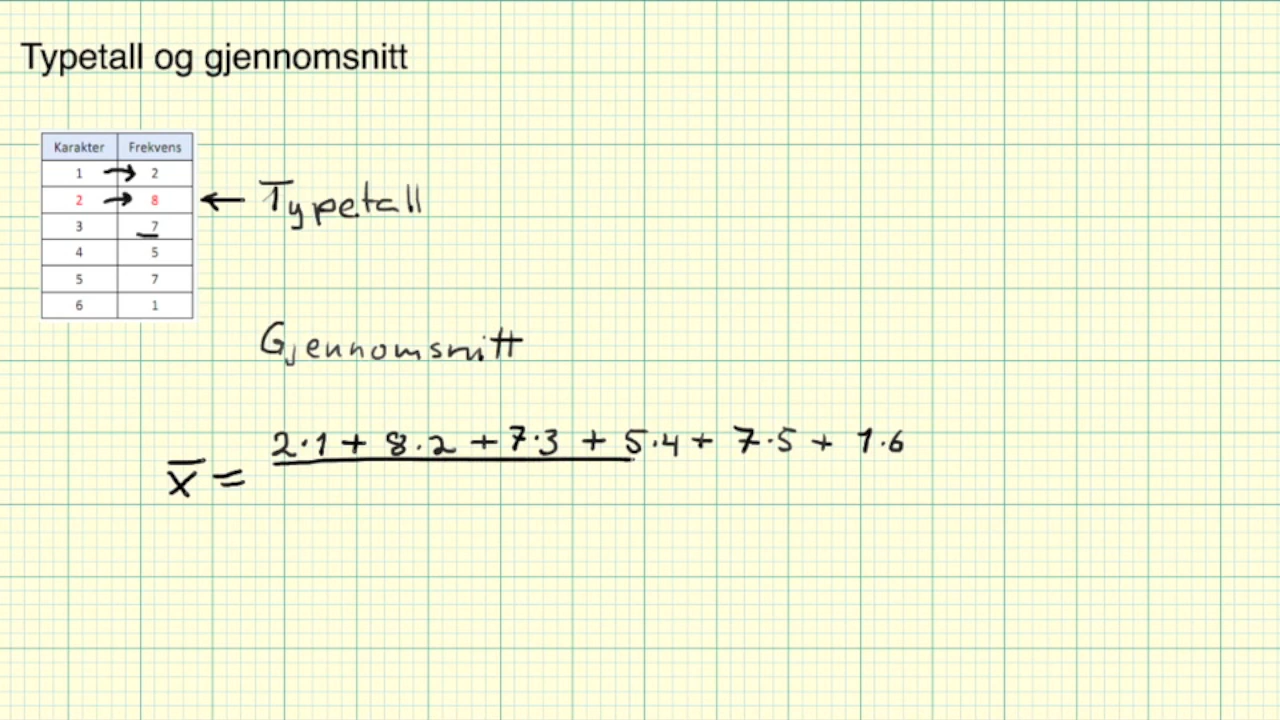 Typetall og gjennomsnitt
Karakter Frekvens
1 → 2
2 → 8 ← Typetall
3 7
4 5
5 7
6 1
Gjennomsnitt
2·1 + 8·2 + 7·3 + 5·4 + 7·5 + 1·6
x̄ =